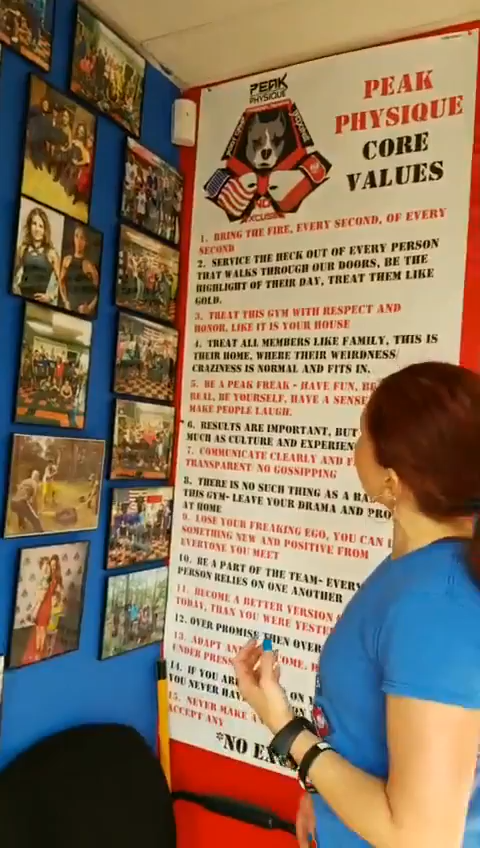 PEAK
PHYSIQUE
PEAK
PHYSIQUE
CORE
VALUES
EXCUSES
1. BRING THE FIRE, EVERY SECOND, OF EVERY
SECOND
2. SERVICE THE HECK OUT OF EVERY PERSON
THAT WALKS THROUGH OUR DOORS, BE THE
HIGHLIGHT OF THEIR DAY, TREAT THEM LIKE
GOLD.
3. TREAT THIS GYM WITH RESPECT AND
HONOR, LIKE IT IS YOUR HOUSE
4. TREAT ALL MEMBERS LIKE FAMILY, THIS IS
THEIR HOME, WHERE THEIR WEIRDNESS/
CRAZINESS IS NORMAL AND FITS IN.
5. BE A PEAK FREAK - HAVE FUN, BE
REAL, BE YOURSELF, HAVE A SENSE
MAKE PEOPLE LAUGH.
6. RESULTS ARE IMPORTANT, BUT
MUCH AS CULTURE AND
7. COMMUNICATE CLEARLY AND
TRANSPARENT - NO GOSSIPPING
8. THERE IS NO SUCH THING AS A
THIS GYM - LEAVE YOUR DRAMA AND
AT HOME
9. LOSE YOUR FREAKING EGO, YOU CAN
SOMETHING NEW AND POSITIVE FROM
EVERYONE YOU MEET
10. BE A PART OF THE TEAM -
PERSON RELIES ON ONE ANOTHER
11. BECOME A BETTER VERSION
TODAY, THAN YOU WERE
12. OVER PROMISE THEN OVER
13. ADAPT
UNDER
14. IF YOU
YOU NEVER
15. NEVER MAKE
ACCEPT ANY
*NO